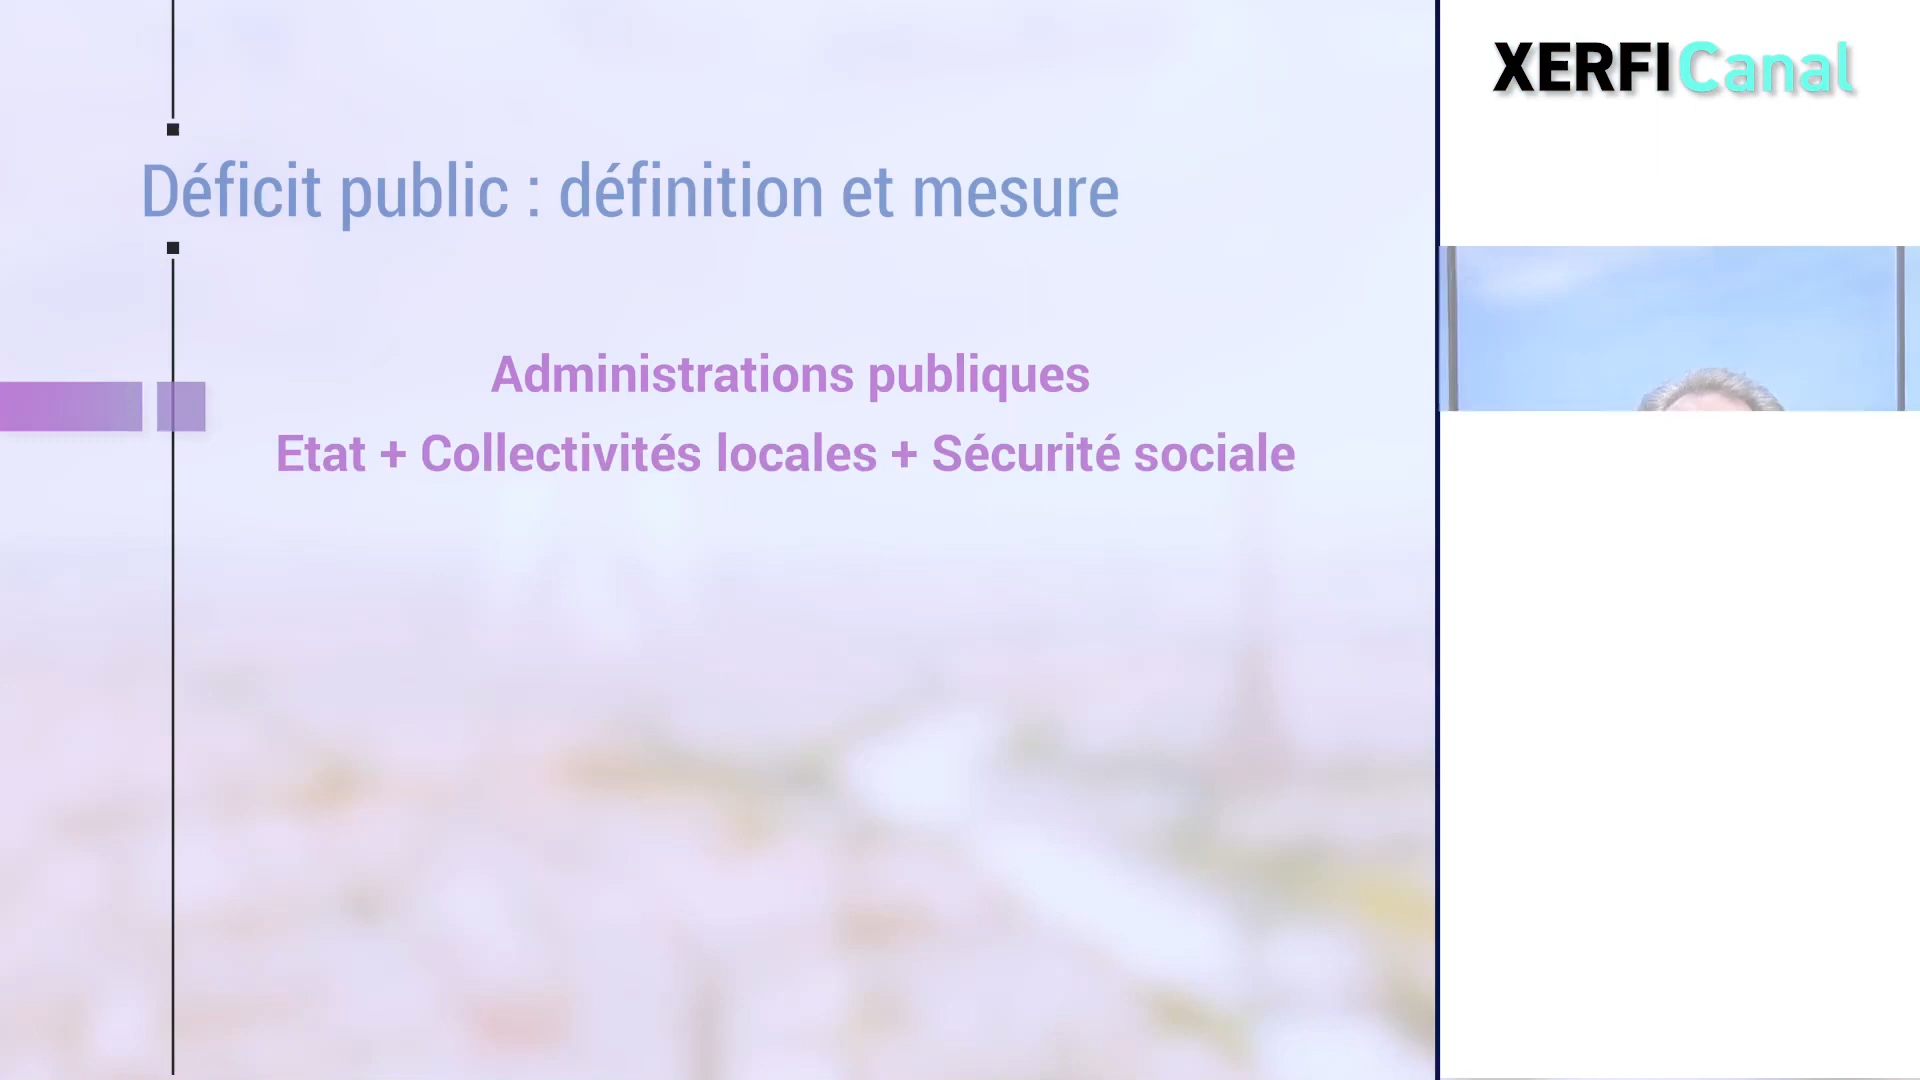 XERFI Canal
Déficit public : définition et mesure
Administrations publiques
Etat + Collectivités locales + Sécurité sociale